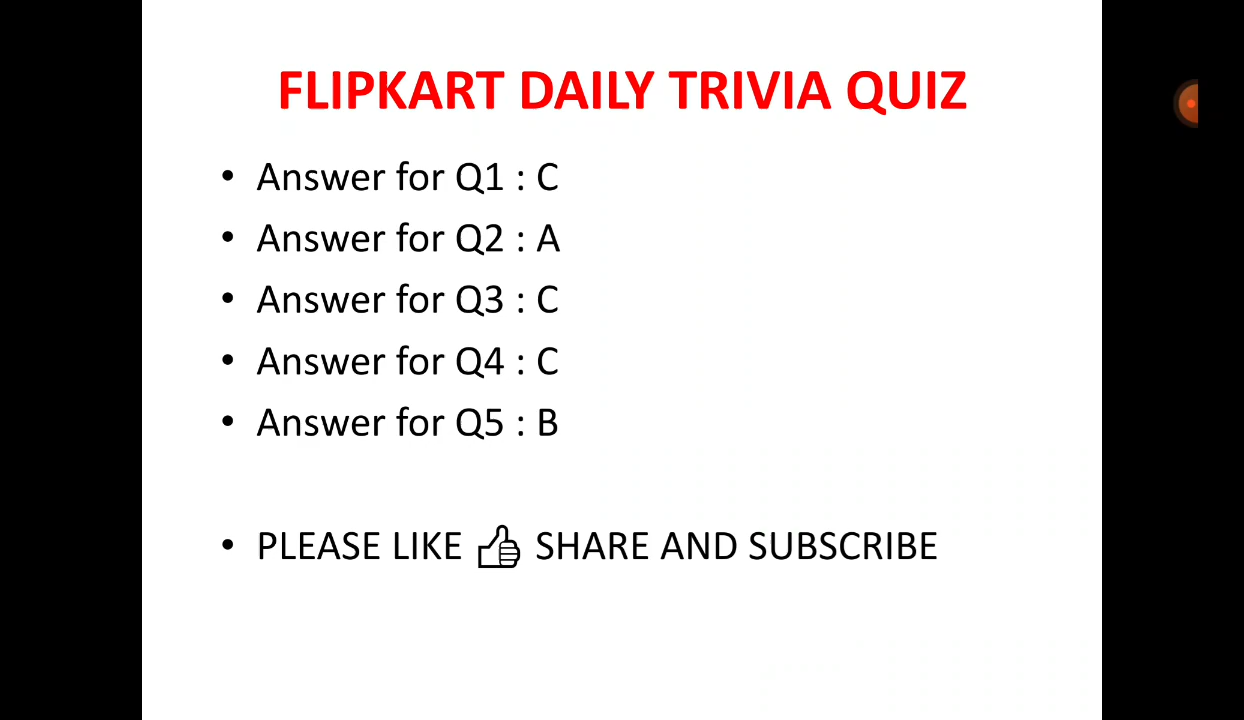 FLIPKART DAILY TRIVIA QUIZ
• Answer for Q1 : C
• Answer for Q2 : A
• Answer for Q3 : C
• Answer for Q4 : C
• Answer for Q5 : B
• PLEASE LIKE 👍 SHARE AND SUBSCRIBE